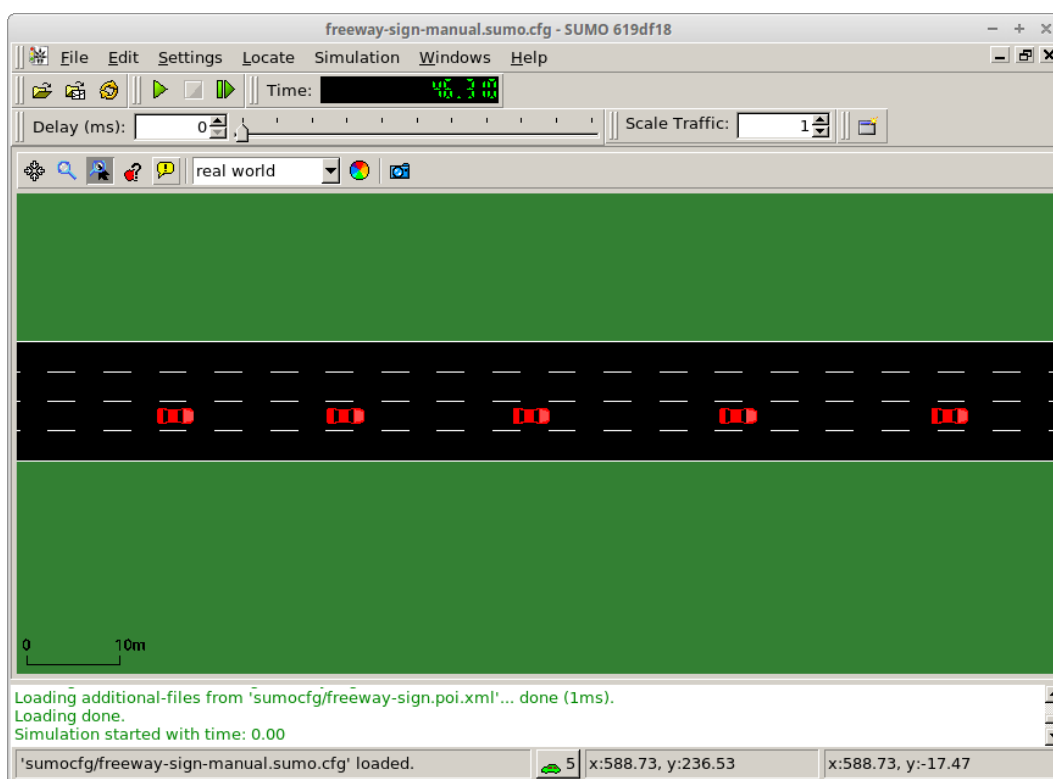 freeway-sign-manual.sumo.cfg - SUMO 619df18
File Edit Settings Locate Simulation Windows Help
Time: 46.30
Delay (ms): 0 Scale Traffic: 1
real world
0 10m
Loading additional-files from 'sumocfg/freeway-sign.poi.xml'... done (1ms).
Loading done.
Simulation started with time: 0.00
'sumocfg/freeway-sign-manual.sumo.cfg' loaded. 5 x:588.73, y:236.53 x:588.73, y:-17.47